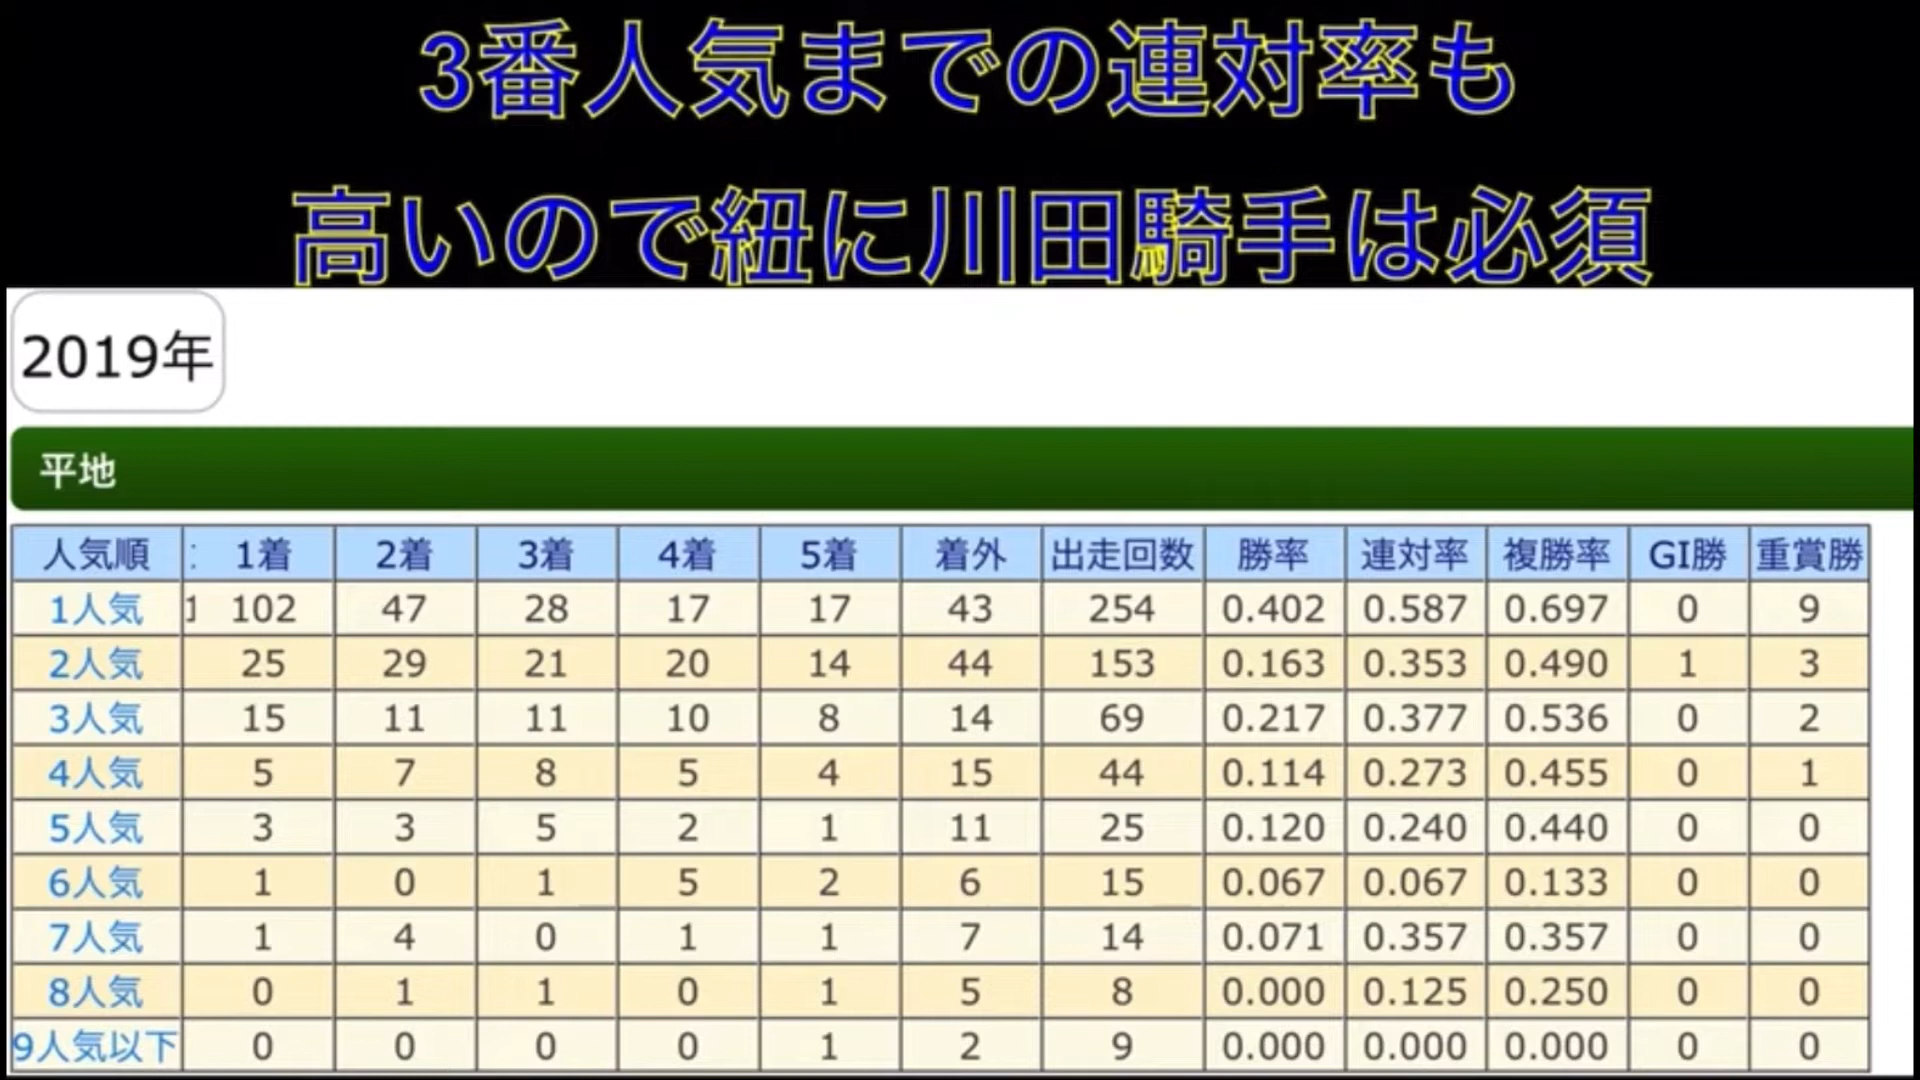 3番人気までの連対率も
高いので紐に川田騎手は必須
2019年
平地
人気順 : 1着 2着 3着 4着 5着 着外 出走回数 勝率 連対率 複勝率 GI勝 重賞勝
1人気 1 102 47 28 17 17 43 254 0.402 0.587 0.697 0 9
2人気 25 29 21 20 14 44 153 0.163 0.353 0.490 1 3
3人気 15 11 11 10 8 14 69 0.217 0.377 0.536 0 2
4人気 5 7 8 5 4 15 44 0.114 0.273 0.455 0 1
5人気 3 3 5 2 1 11 25 0.120 0.240 0.440 0 0
6人気 1 0 1 5 2 6 15 0.067 0.067 0.133 0 0
7人気 1 4 0 1 1 7 14 0.071 0.357 0.357 0 0
8人気 0 1 1 0 1 5 8 0.000 0.125 0.250 0 0
9人気以下 0 0 0 0 1 2 9 0.000 0.000 0.000 0 0